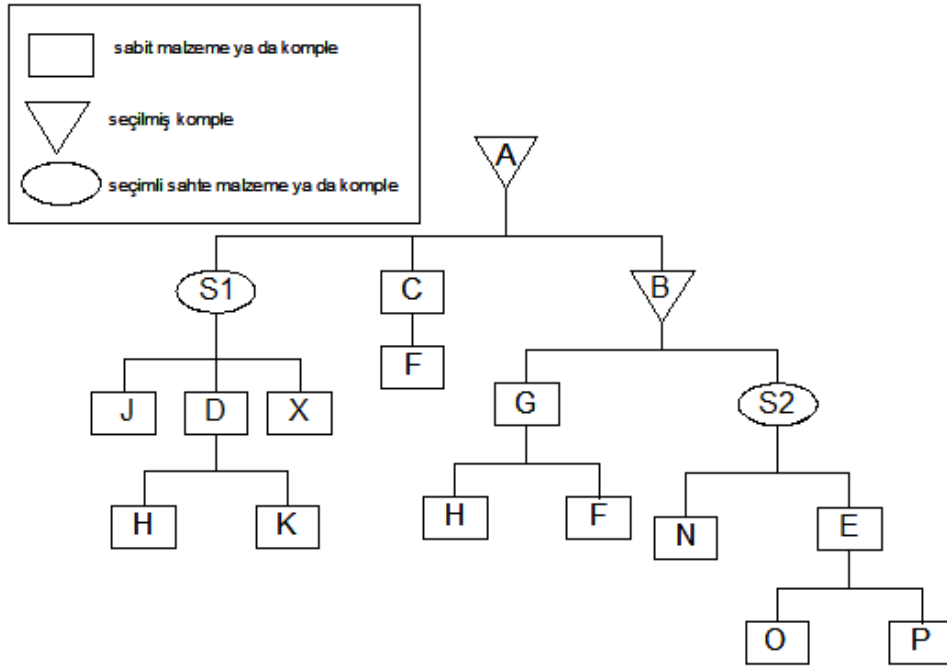 sabit malzeme ya da komple
seçilmiş komple
seçimli sahte malzeme ya da komple
A
S1 C B
F
J D X G S2
H K H F N E
O P